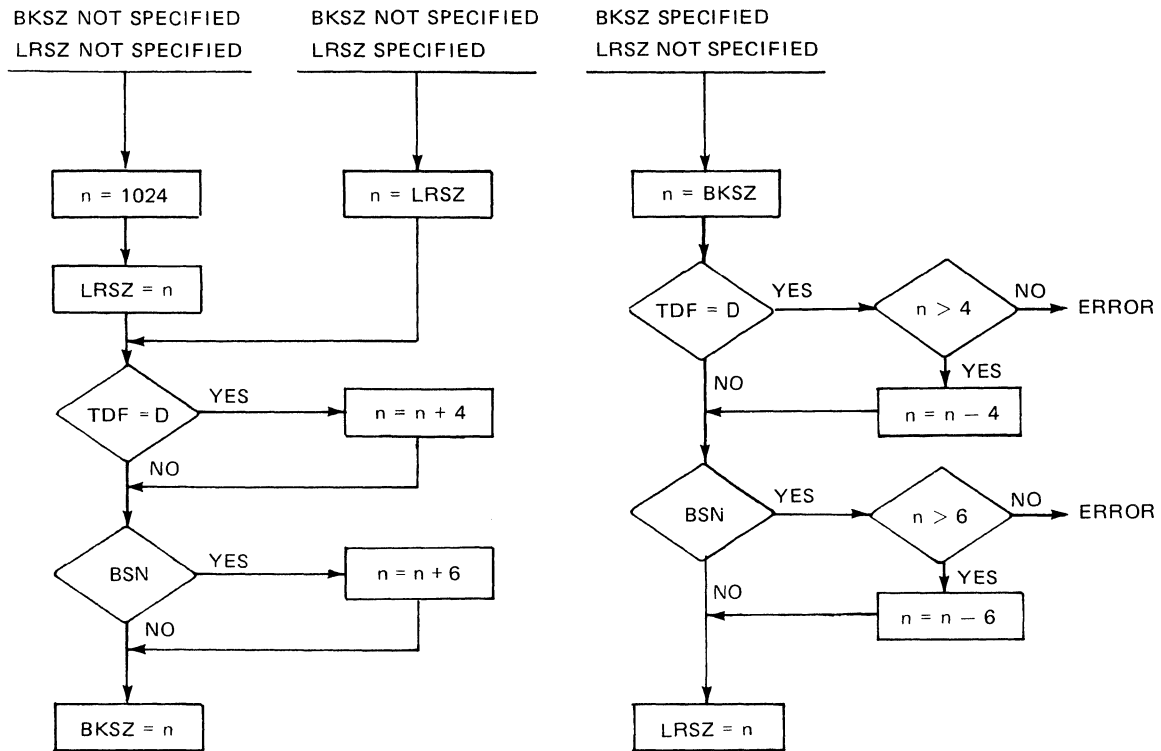 BKSZ NOT SPECIFIED
LRSZ NOT SPECIFIED
n = 1024
LRSZ = n
TDF = D
YES
n = n + 4
NO
BSN
YES
n = n + 6
NO
BKSZ = n
BKSZ NOT SPECIFIED
LRSZ SPECIFIED
n = LRSZ
BKSZ SPECIFIED
LRSZ NOT SPECIFIED
n = BKSZ
TDF = D
YES
n > 4
NO
ERROR
YES
n = n — 4
NO
BSN
YES
n > 6
NO
ERROR
YES
n = n — 6
NO
LRSZ = n